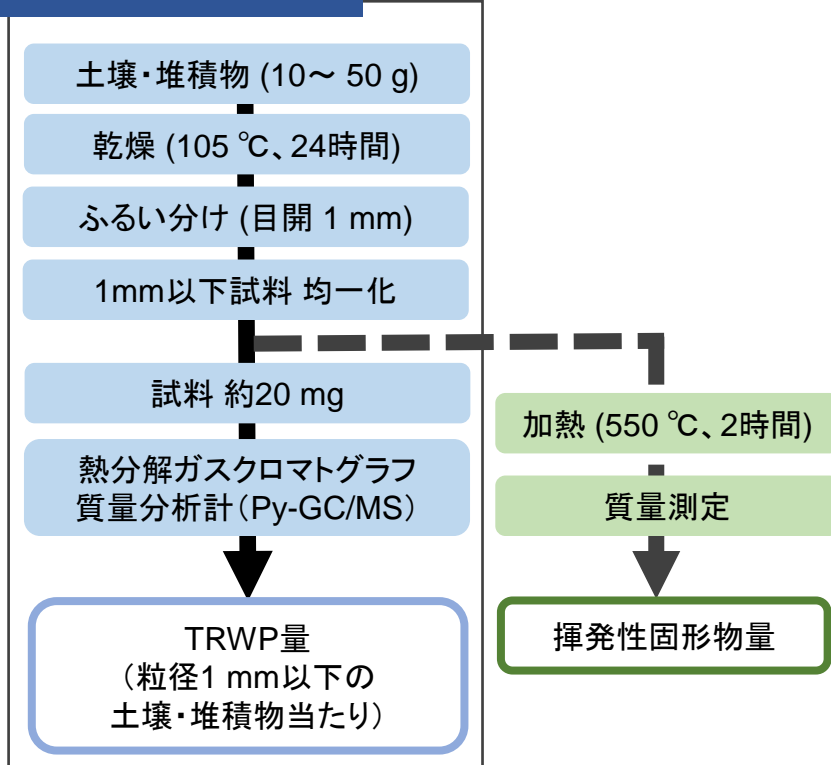 土壌・堆積物 (10～ 50 g)
乾燥 (105 ℃、24時間)
ふるい分け (目開 1 mm)
1mm以下試料 均一化
試料 約20 mg
熱分解ガスクロマトグラフ
質量分析計（Py-GC/MS）
TRWP量
（粒径1 mm以下の
土壌・堆積物当たり）
加熱 (550 ℃、2時間)
質量測定
揮発性固形物量